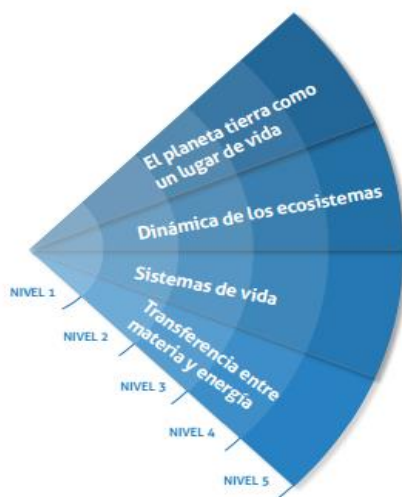 El planeta tierra como
un lugar de vida
Dinámica de los ecosistemas
Sistemas de vida
Transferencia entre
materia y energía
NIVEL 1
NIVEL 2
NIVEL 3
NIVEL 4
NIVEL 5